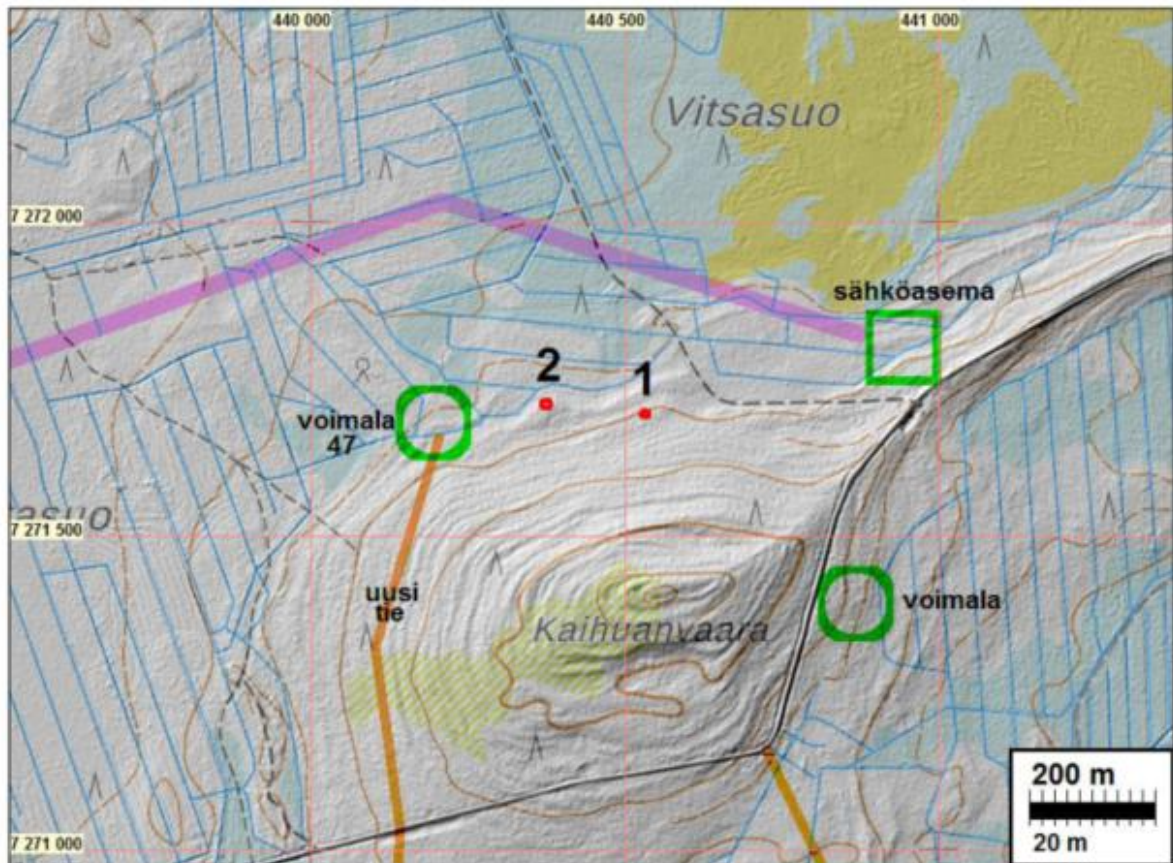 440 000
440 500
441 000
Vitsasuo
7 272 000
sähköasema
2
1
voimala
47
7 271 500
asuo
uusi
tie
Kaihuanvaara
voimala
200 m
20 m
7 271 000